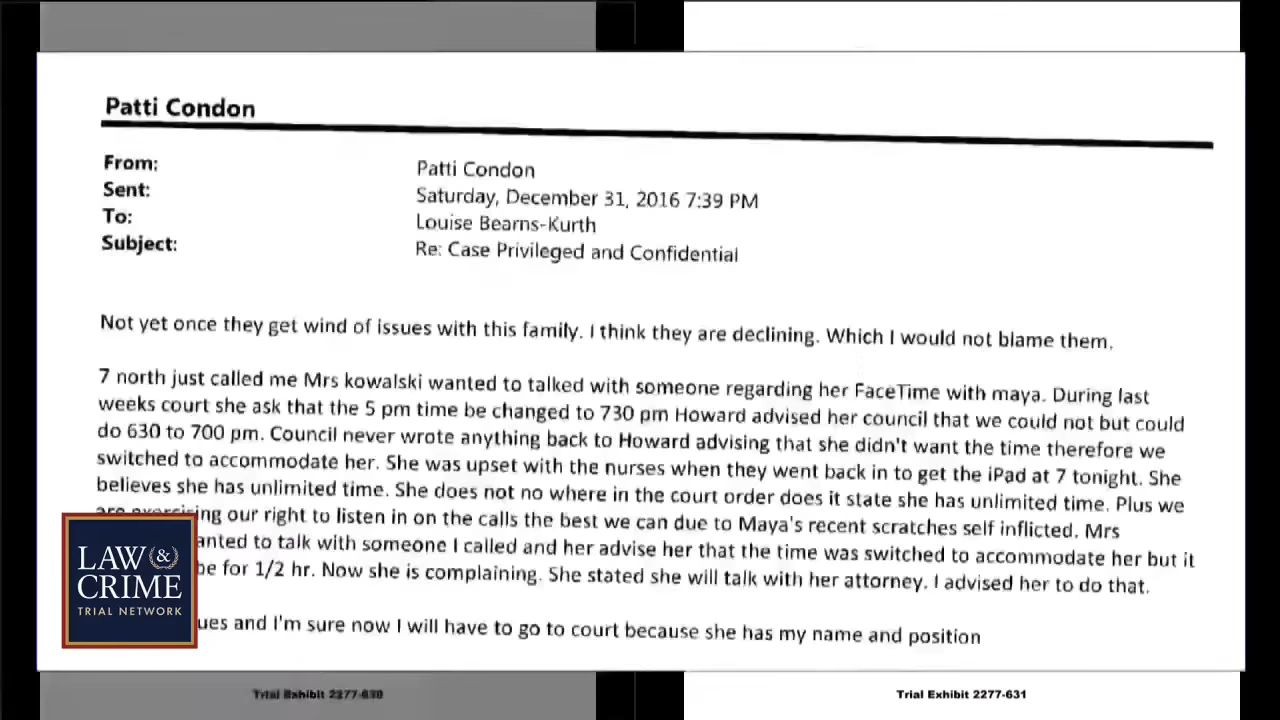 Patti Condon
From: Patti Condon
Sent: Saturday, December 31, 2016 7:39 PM
To: Louise Bearns-Kurth
Subject: Re: Case Privileged and Confidential
Not yet once they get wind of issues with this family. I think they are declining. Which I would not blame them.
7 north just called me Mrs kowalski wanted to talked with someone regarding her FaceTime with maya. During last
weeks court she ask that the 5 pm time be changed to 730 pm Howard advised her council that we could not but could
do 630 to 700 pm. Council never wrote anything back to Howard advising that she didn't want the time therefore we
switched to accommodate her. She was upset with the nurses when they went back in to get the iPad at 7 tonight. She
believes she has unlimited time. She does not no where in the court order does it state she has unlimited time. Plus we
are exercising our right to listen in on the calls the best we can due to Maya's recent scratches self inflicted. Mrs
anted to talk with someone I called and her advise her that the time was switched to accommodate her but it
be for 1/2 hr. Now she is complaining. She stated she will talk with her attorney. I advised her to do that.
ues and I'm sure now I will have to go to court because she has my name and position
LAW &
CRIME
TRIAL NETWORK
Trial Exhibit 2277-630
Trial Exhibit 2277-631